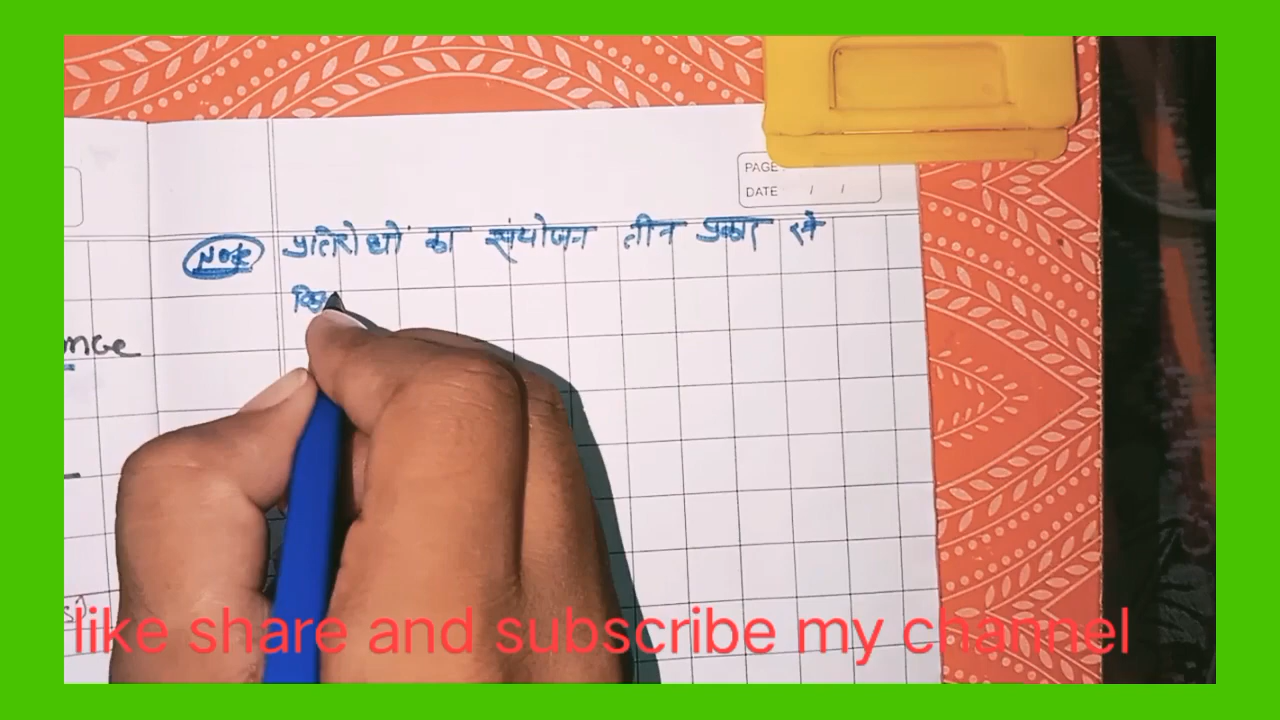 PAGE
DATE / /
Note प्रतिरोधों का संयोजन तीन प्रकार से
किया
like share and subscribe my channel